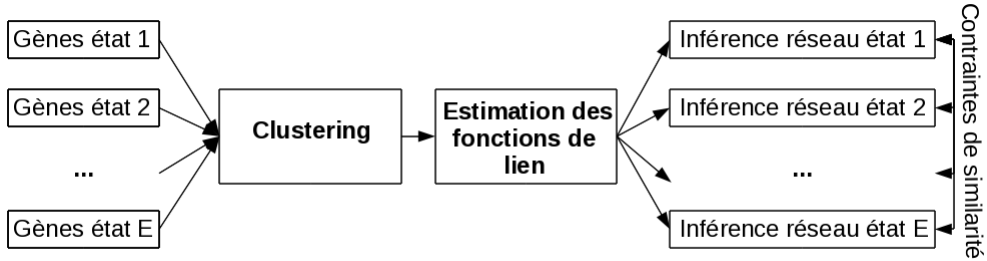 Gènes état 1
Gènes état 2
...
Gènes état E
Clustering
Estimation des
fonctions de
lien
Inférence réseau état 1
Inférence réseau état 2
...
Inférence réseau état E
Contraintes de similarité